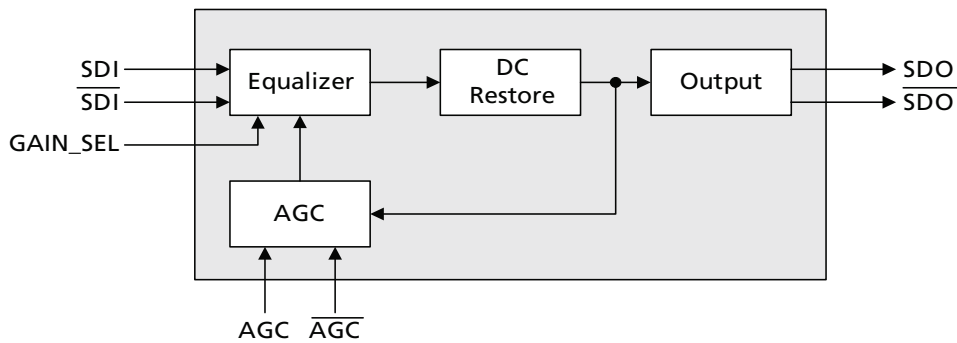 SDI
SDI
GAIN_SEL
Equalizer
DC
Restore
Output
SDO
SDO
AGC
AGC
AGC